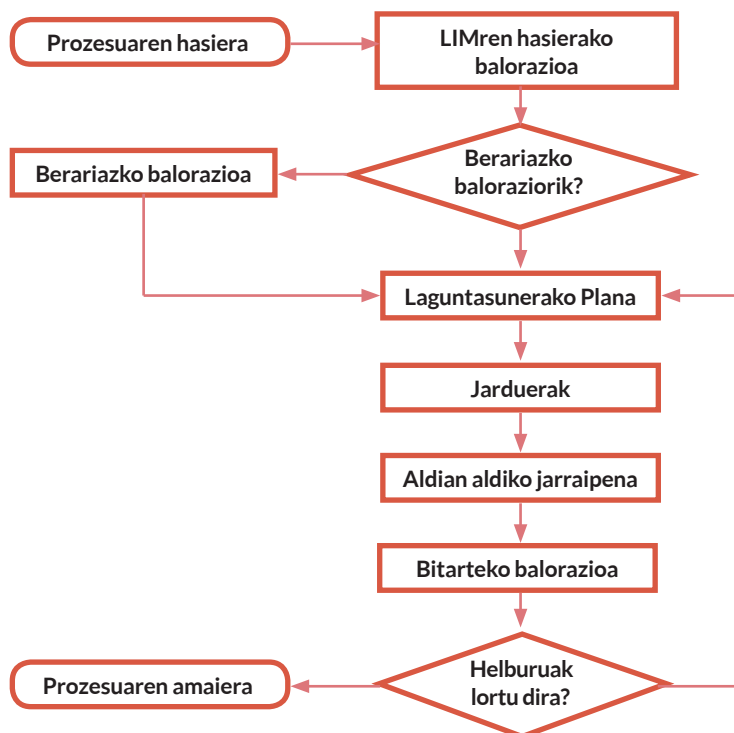 Prozesuaren hasiera
LIMren hasierako
balorazioa
Berariazko
baloraziorik?
Berariazko balorazioa
Laguntasunerako Plana
Jarduerak
Aldian aldiko jarraipena
Bitarteko balorazioa
Helburuak
lortu dira?
Prozesuaren amaiera